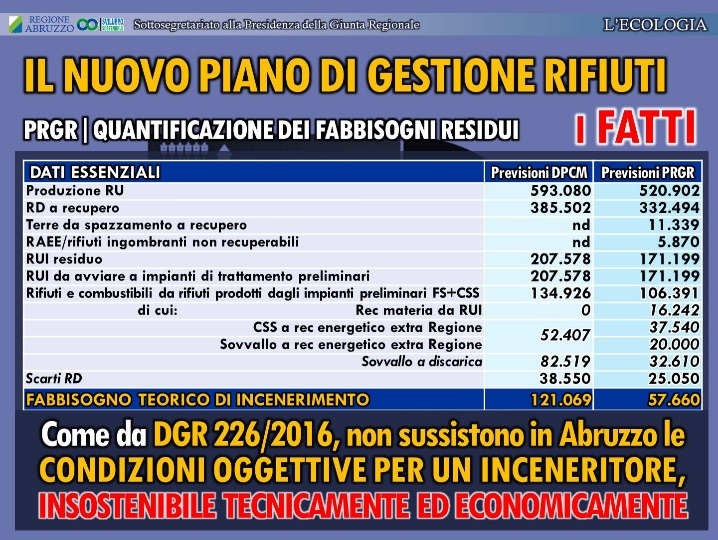 REGIONE
ABRUZZO
Sottosegretariato alla Presidenza della Giunta Regionale
L'ECOLOGIA
IL NUOVO PIANO DI GESTIONE RIFIUTI
PRGR | QUANTIFICAZIONE DEI FABBISOGNI RESIDUI
I FATTI
DATI ESSENZIALI Previsioni DPCM Previsioni PRGR
Produzione RU 593.080 520.902
RD a recupero 385.502 332.494
Terre da spazzamento a recupero nd 11.339
RAEE/rifiuti ingombranti non recuperabili nd 5.870
RUI residuo 207.578 171.199
RUI da avviare a impianti di trattamento preliminari 207.578 171.199
Rifiuti e combustibili da rifiuti prodotti dagli impianti preliminari FS+CSS 134.926 106.391
di cui: Rec materia da RUI 0 16.242
CSS a rec energetico extra Regione 52.407 37.540
Sovvallo a rec energetico extra Regione 20.000
Sovvallo a discarica 82.519 32.610
Scarti RD 38.550 25.050
FABBISOGNO TEORICO DI INCENERIMENTO 121.069 57.660
Come da DGR 226/2016, non sussistono in Abruzzo le
CONDIZIONI OGGETTIVE PER UN INCENERITORE,
INSOSTENIBILE TECNICAMENTE ED ECONOMICAMENTE